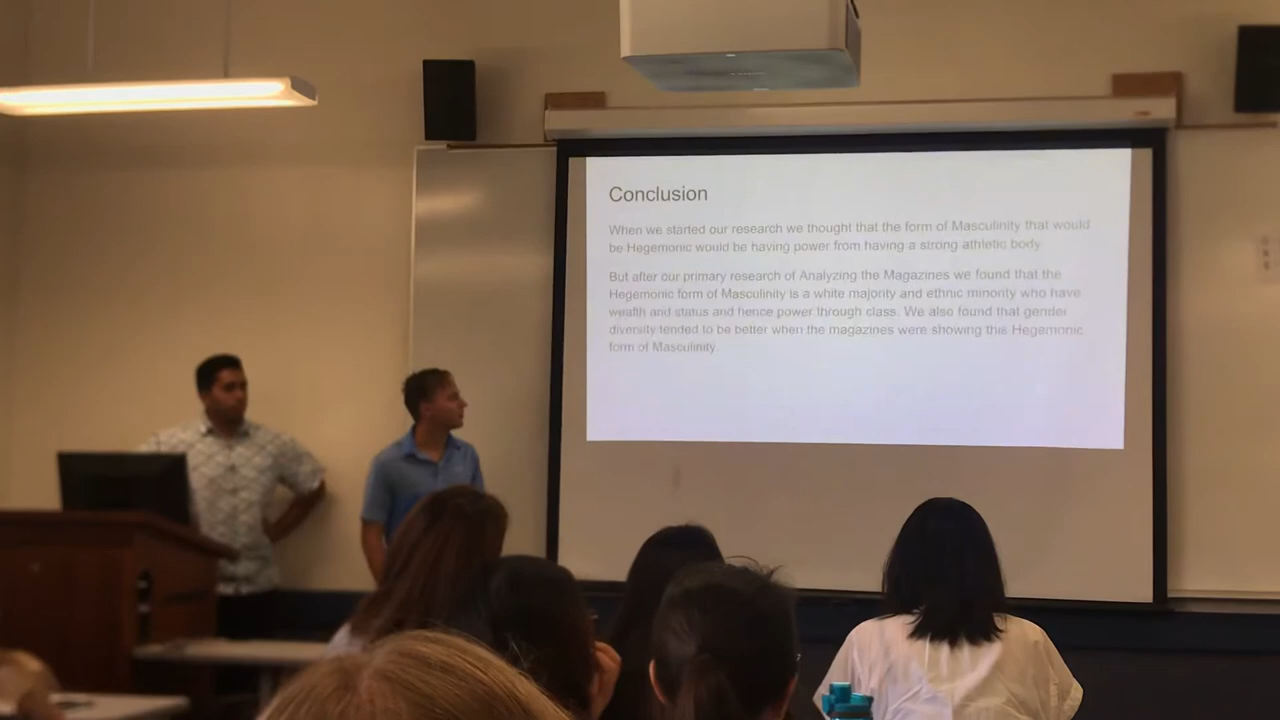 Conclusion
When we started our research we thought that the form of Masculinity that would
be Hegemonic would be having power from having a strong athletic body
But after our primary research of Analyzing the Magazines we found that the
Hegemonic form of Masculinity is a white majority and ethnic minority who have
wealth and status and hence power through class. We also found that gender
diversity tended to be better when the magazines were showing this Hegemonic
form of Masculinity.